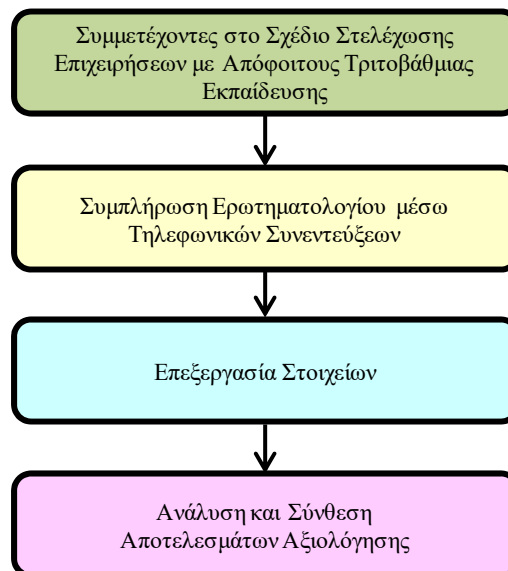 Συμμετέχοντες στο Σχέδιο Στελέχωσης
Επιχειρήσεων με Απόφοιτους Τριτοβάθμιας
Εκπαίδευσης
Συμπλήρωση Ερωτηματολογίου μέσω
Τηλεφωνικών Συνεντεύξεων
Επεξεργασία Στοιχείων
Ανάλυση και Σύνθεση
Αποτελεσμάτων Αξιολόγησης